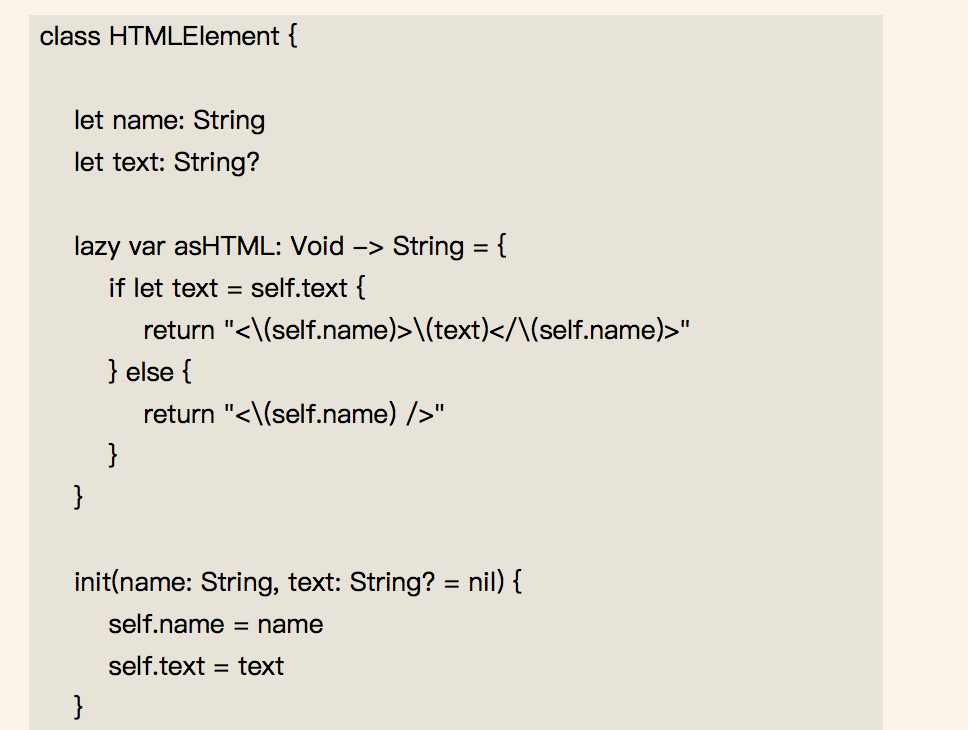 class HTMLElement {
let name: String
let text: String?
lazy var asHTML: Void -> String = {
if let text = self.text {
return "<\(self.name)>\(text)</\(self.name)>"
} else {
return "<\(self.name) />"
}
}
init(name: String, text: String? = nil) {
self.name = name
self.text = text
}